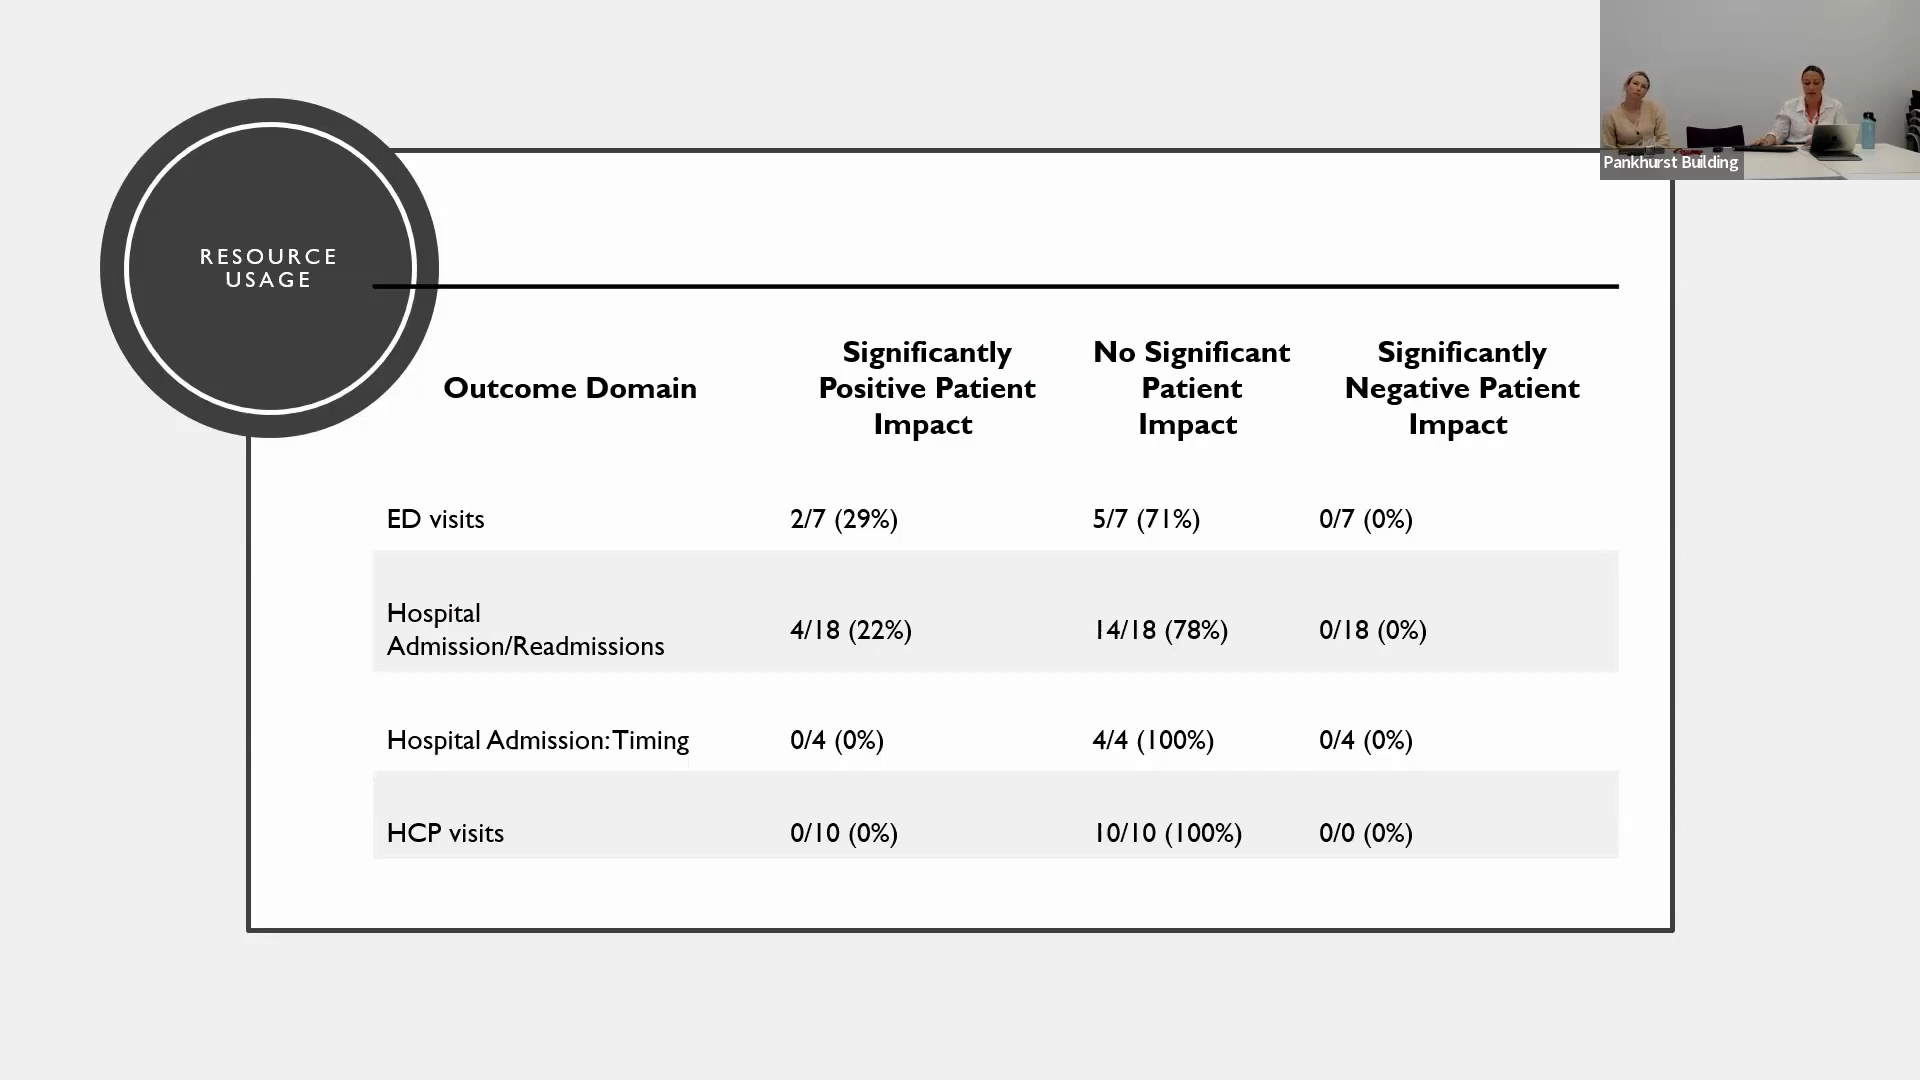 Pankhurst Building
RESOURCE
USAGE
Outcome Domain
Significantly
Positive Patient
Impact
No Significant
Patient
Impact
Significantly
Negative Patient
Impact
ED visits 2/7 (29%) 5/7 (71%) 0/7 (0%)
Hospital
Admission/Readmissions 4/18 (22%) 14/18 (78%) 0/18 (0%)
Hospital Admission: Timing 0/4 (0%) 4/4 (100%) 0/4 (0%)
HCP visits 0/10 (0%) 10/10 (100%) 0/0 (0%)